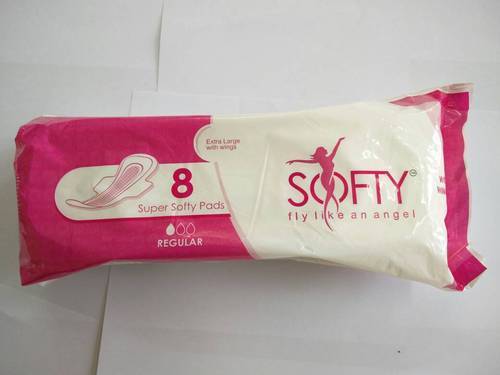 Extra Large
with wings
8
Super Softy Pads
REGULAR
SOFTY
fly like an angel